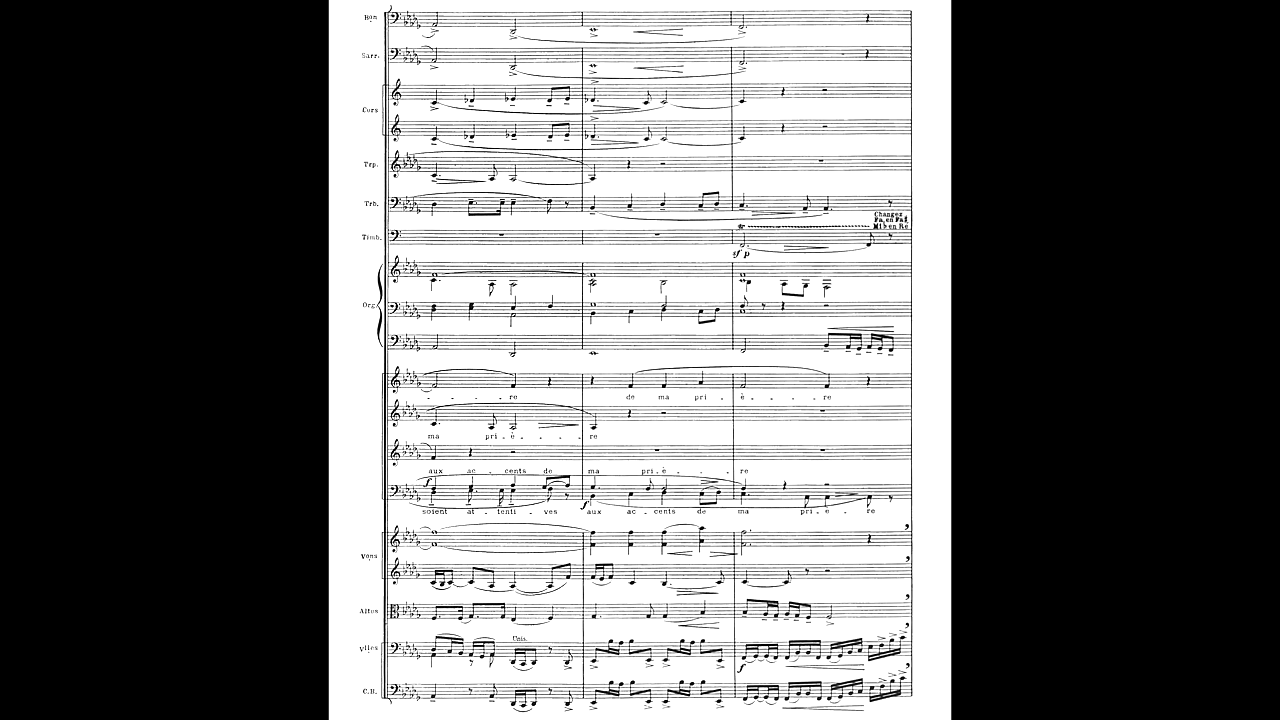 Bon
Sarr.
Cors
Trp.
Trb.
Changez
Fa en Fa♯
Mi♭ en Ré
Timb.
sf p
Org.
- - - re de ma pri - è - - - re
ma pri - è - - - re
aux ac - cents de ma pri - è - - - re
f
f
soient at - tenti - ves aux ac - cents de ma pri - è - re
Vons
Altos
Unis.
Vlles
f
C.B.